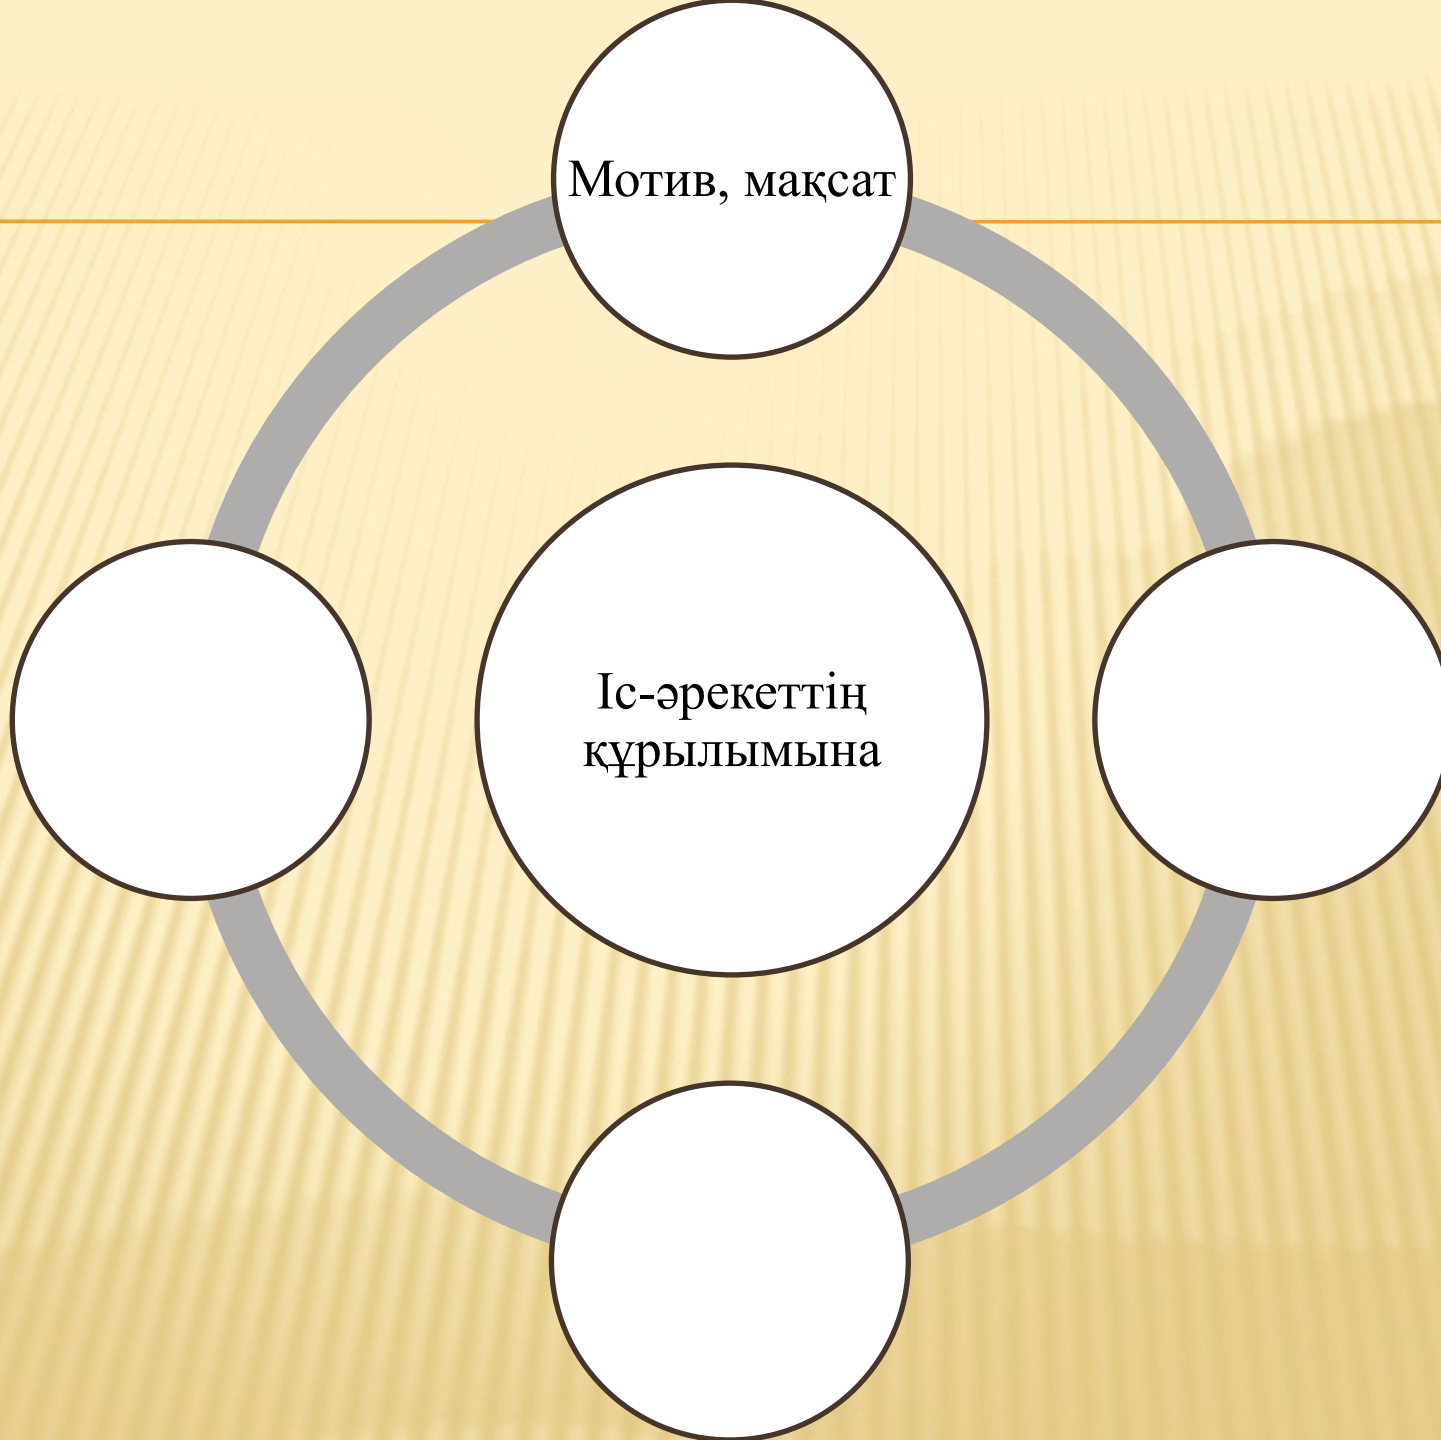 Мотив, мақсат
Іс-әрекеттің
құрылымына